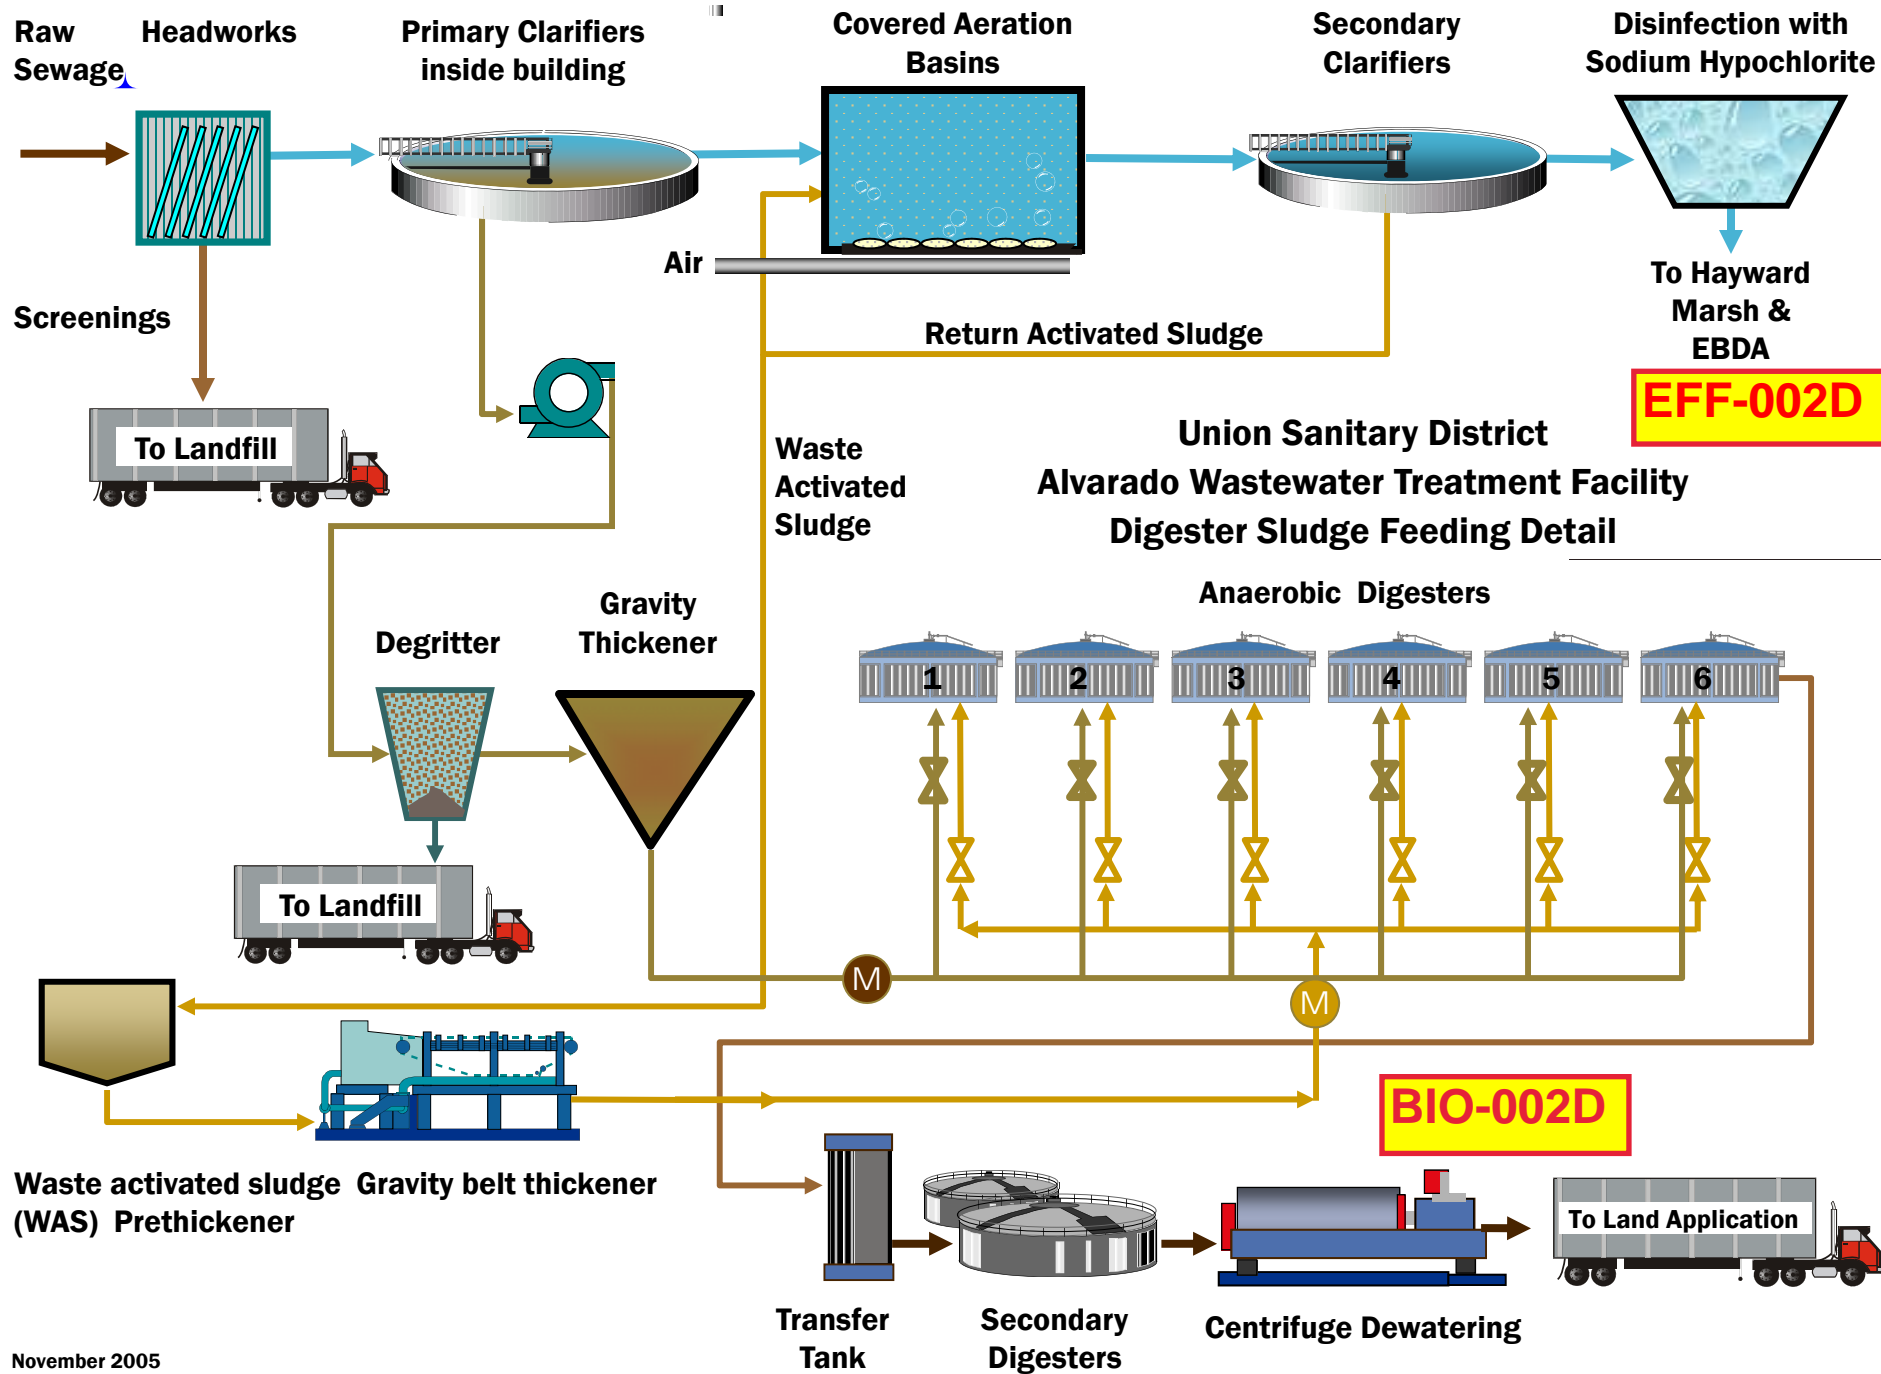 Raw
Sewage
Headworks
Primary Clarifiers
inside building
Covered Aeration
Basins
Secondary
Clarifiers
Disinfection with
Sodium Hypochlorite
Air
To Hayward
Marsh &
EBDA
EFF-002D
Screenings
Return Activated Sludge
To Landfill
Waste
Activated
Sludge
Union Sanitary District
Alvarado Wastewater Treatment Facility
Digester Sludge Feeding Detail
Anaerobic  Digesters
Gravity
Thickener
Degritter
1
2
3
4
5
6
To Landfill
M
M
BIO-002D
Waste activated sludge
(WAS)  Prethickener
Gravity belt thickener
To Land Application
Transfer
Tank
Secondary
Digesters
Centrifuge Dewatering
November 2005